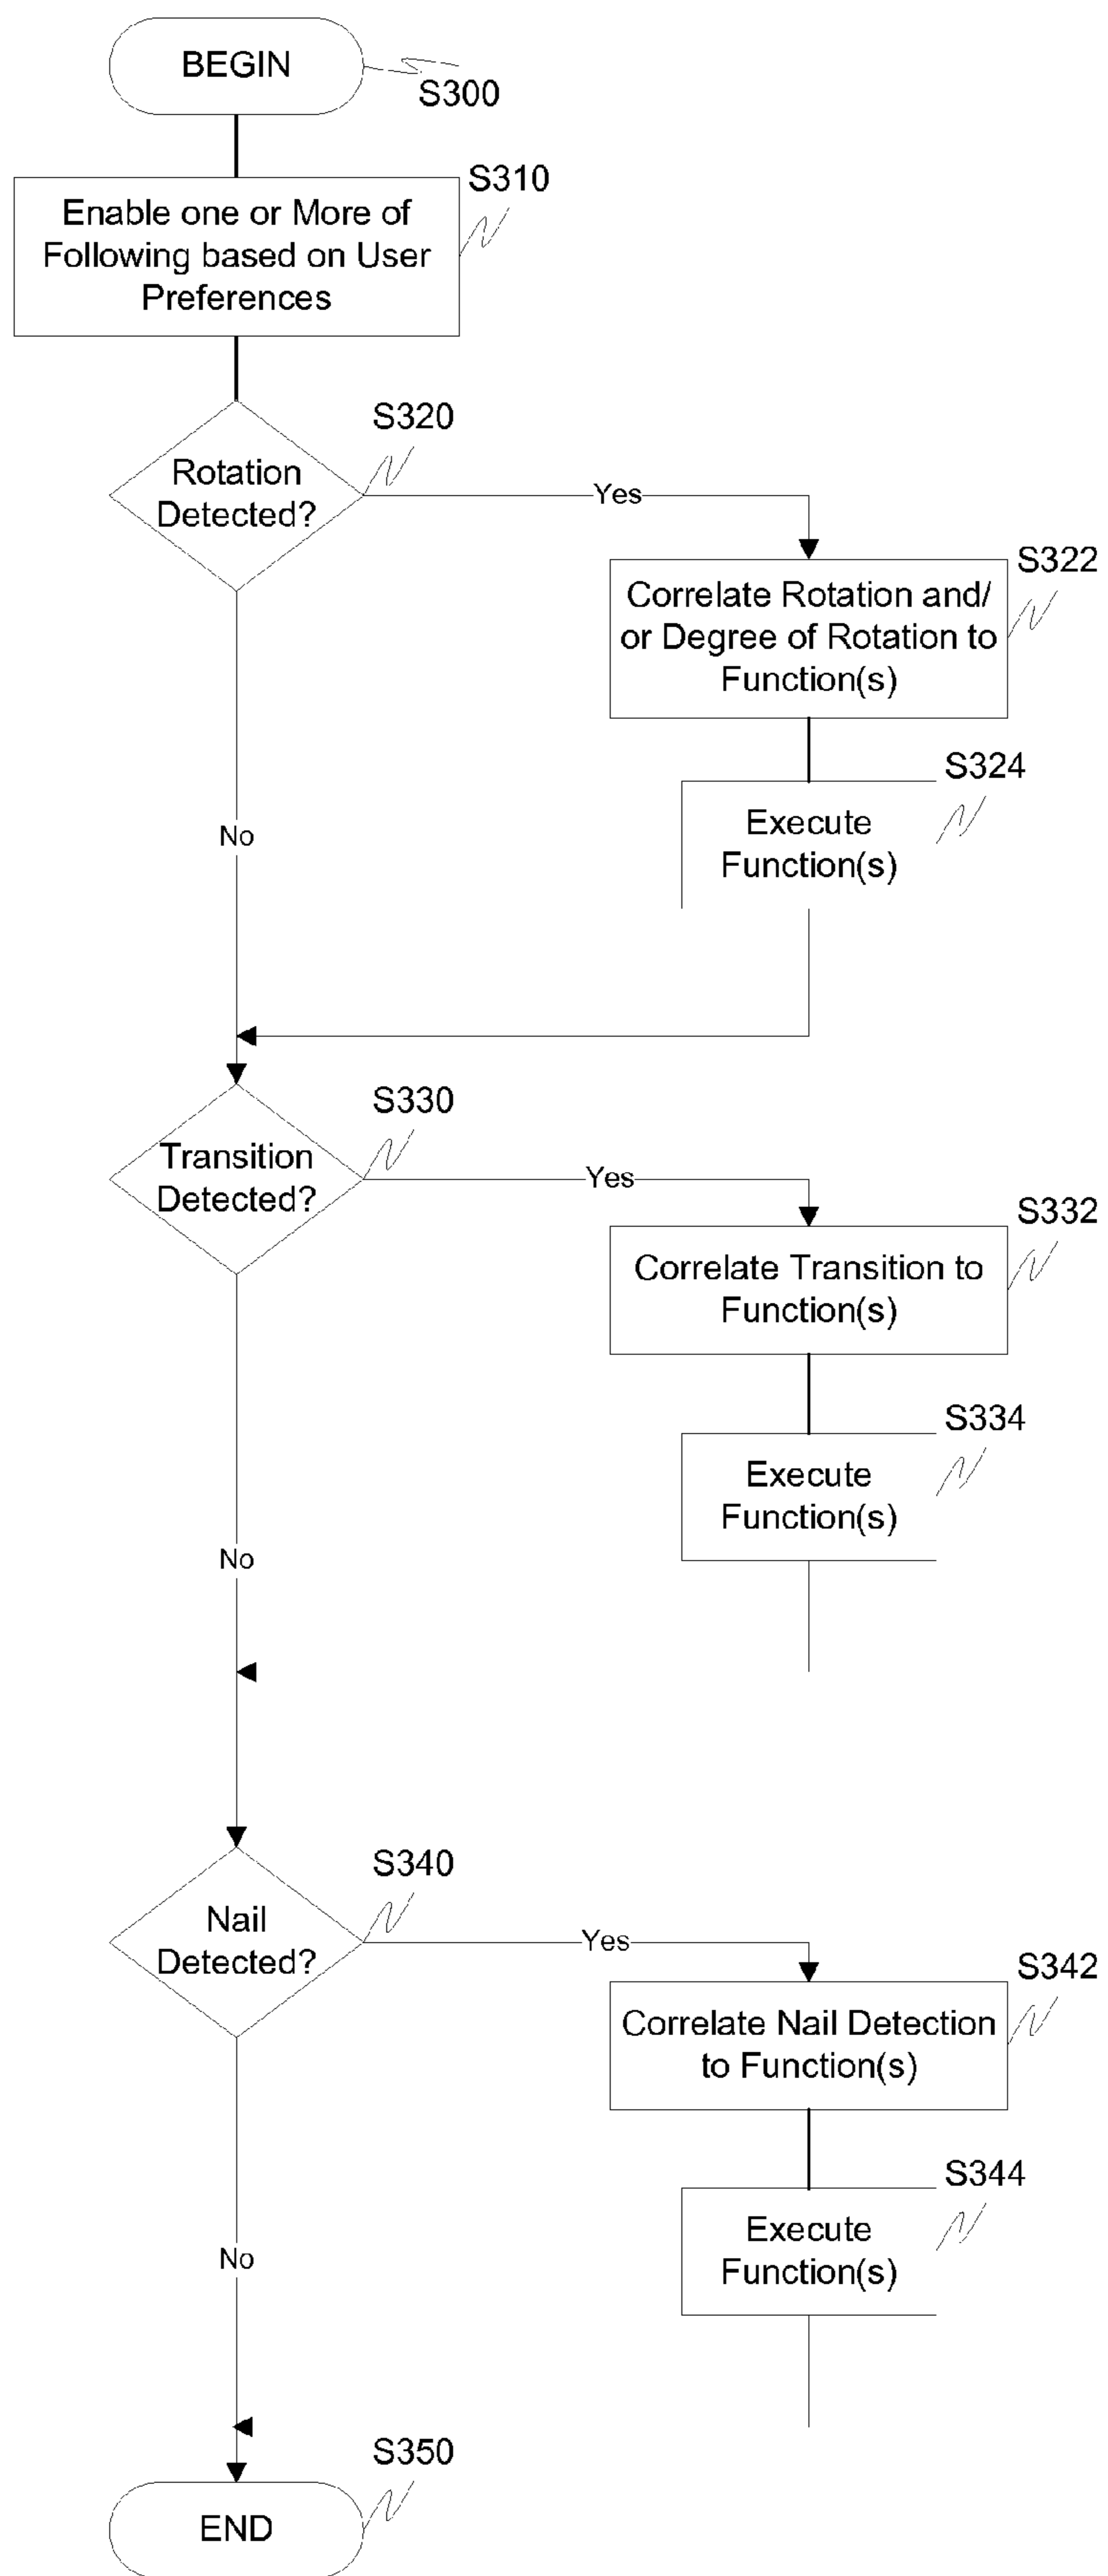 BEGIN
S300
S310
Enable one or More of
Following based on User
Preferences
S320
Rotation
Detected?
Yes
S322
Correlate Rotation and/
or Degree of Rotation to
Function(s)
S324
Execute
Function(s)
No
S330
Transition
Detected?
Yes
S332
Correlate Transition to
Function(s)
S334
Execute
Function(s)
No
S340
Nail
Detected?
Yes
S342
Correlate Nail Detection
to Function(s)
S344
Execute
Function(s)
No
S350
END